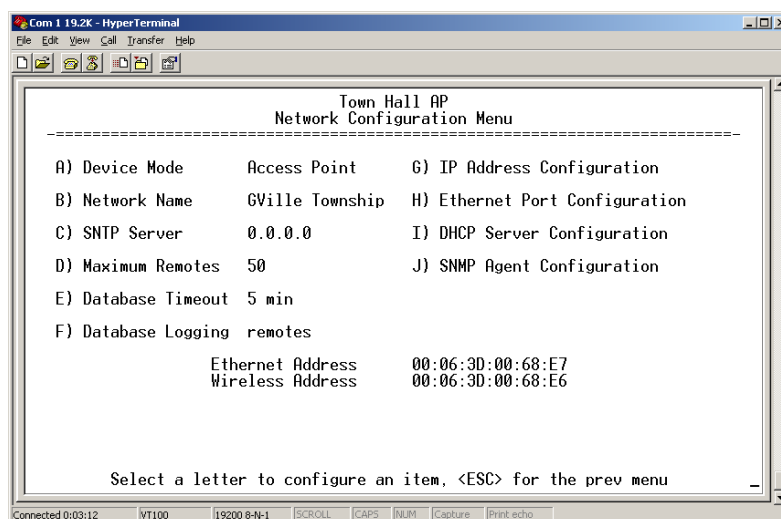 Com 1 19.2K - HyperTerminal
File Edit View Call Transfer Help
Town Hall AP
Network Configuration Menu
-==========================================================================-
A) Device Mode Access Point G) IP Address Configuration
B) Network Name GVille Township H) Ethernet Port Configuration
C) SNTP Server 0.0.0.0 I) DHCP Server Configuration
D) Maximum Remotes 50 J) SNMP Agent Configuration
E) Database Timeout 5 min
F) Database Logging remotes
Ethernet Address 00:06:3D:00:68:E7
Wireless Address 00:06:3D:00:68:E6
Select a letter to configure an item, <ESC> for the prev menu
Connected 0:03:12 VT100 19200 8-N-1 SCROLL CAPS NUM Capture Print echo